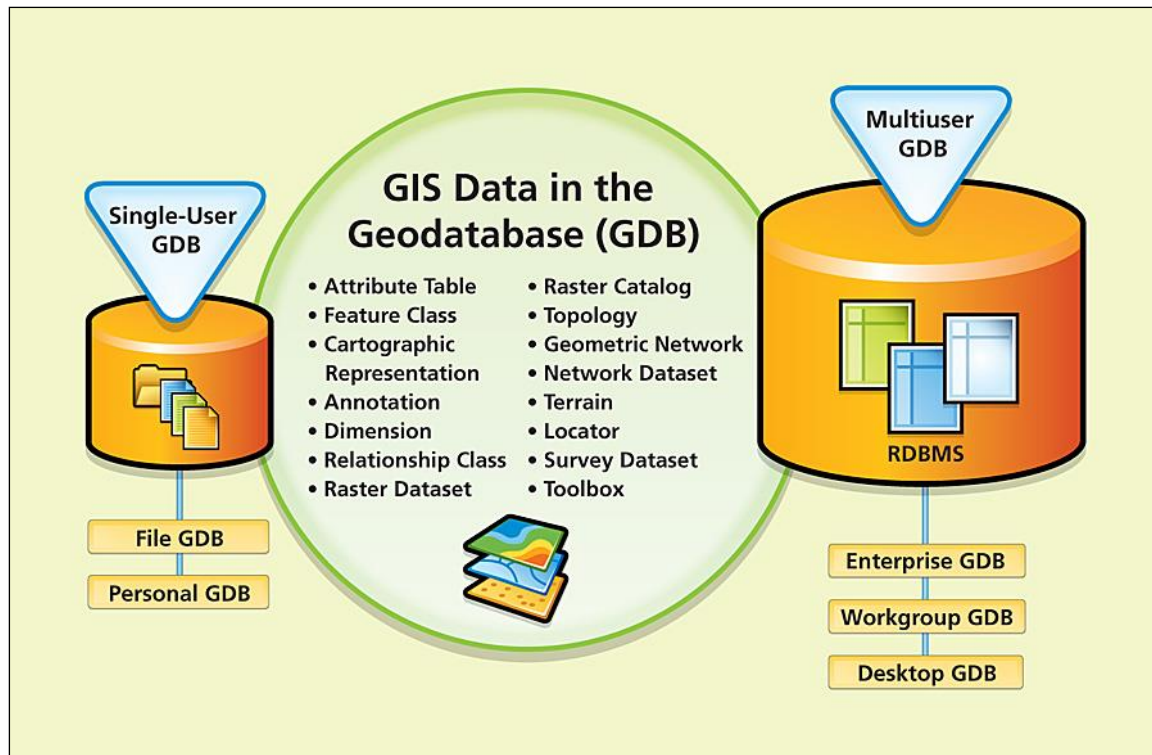 Single-User
GDB
File GDB
Personal GDB
GIS Data in the
Geodatabase (GDB)
• Attribute Table
• Feature Class
• Cartographic
Representation
• Annotation
• Dimension
• Relationship Class
• Raster Dataset
• Raster Catalog
• Topology
• Geometric Network
• Network Dataset
• Terrain
• Locator
• Survey Dataset
• Toolbox
Multiuser
GDB
RDBMS
Enterprise GDB
Workgroup GDB
Desktop GDB